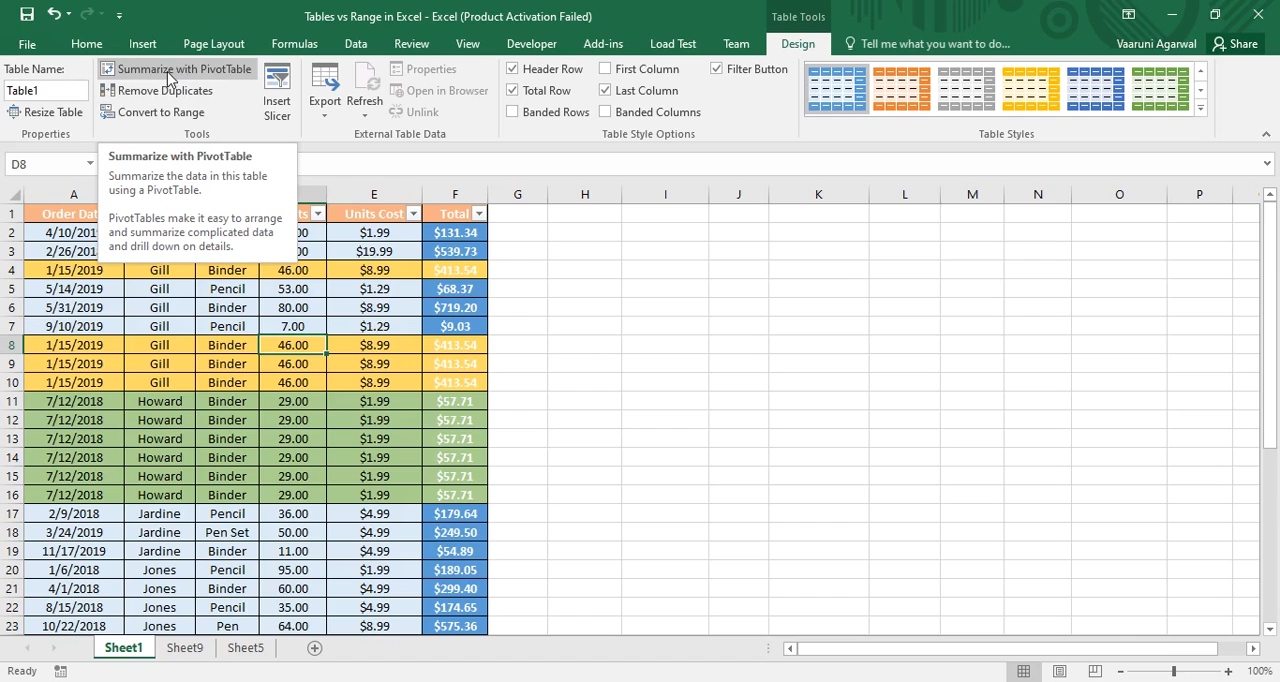 Tables vs Range in Excel - Excel (Product Activation Failed)
Table Tools
File Home Insert Page Layout Formulas Data Review View Developer Add-ins Load Test Team Design Tell me what you want to do... Vaaruni Agarwal Share
Table Name:
Table1
Resize Table
Properties
Summarize with PivotTable
Remove Duplicates
Convert to Range
Tools
Insert
Slicer
Export
Refresh
Properties
Open in Browser
Unlink
External Table Data
Header Row First Column Filter Button
Total Row Last Column
Banded Rows Banded Columns
Table Style Options
Table Styles
D8
Summarize with PivotTable
Summarize the data in this table
using a PivotTable.
PivotTables make it easy to arrange
and summarize complicated data
and drill down on details.
A E F G H I J K L M N O P
1 Order Dat ts Units Cost Total
2 4/10/201 00 $1.99 $131.34
3 2/26/201 00 $19.99 $539.73
4 1/15/2019 Gill Binder 46.00 $8.99 $413.54
5 5/14/2019 Gill Pencil 53.00 $1.29 $68.37
6 5/31/2019 Gill Binder 80.00 $8.99 $719.20
7 9/10/2019 Gill Pencil 7.00 $1.29 $9.03
8 1/15/2019 Gill Binder 46.00 $8.99 $413.54
9 1/15/2019 Gill Binder 46.00 $8.99 $413.54
10 1/15/2019 Gill Binder 46.00 $8.99 $413.54
11 7/12/2018 Howard Binder 29.00 $1.99 $57.71
12 7/12/2018 Howard Binder 29.00 $1.99 $57.71
13 7/12/2018 Howard Binder 29.00 $1.99 $57.71
14 7/12/2018 Howard Binder 29.00 $1.99 $57.71
15 7/12/2018 Howard Binder 29.00 $1.99 $57.71
16 7/12/2018 Howard Binder 29.00 $1.99 $57.71
17 2/9/2018 Jardine Pencil 36.00 $4.99 $179.64
18 3/24/2019 Jardine Pen Set 50.00 $4.99 $249.50
19 11/17/2019 Jardine Binder 11.00 $4.99 $54.89
20 1/6/2018 Jones Pencil 95.00 $1.99 $189.05
21 4/1/2018 Jones Binder 60.00 $4.99 $299.40
22 8/15/2018 Jones Pencil 35.00 $4.99 $174.65
23 10/22/2018 Jones Pen 64.00 $8.99 $575.36
Sheet1 Sheet9 Sheet5
Ready 100%